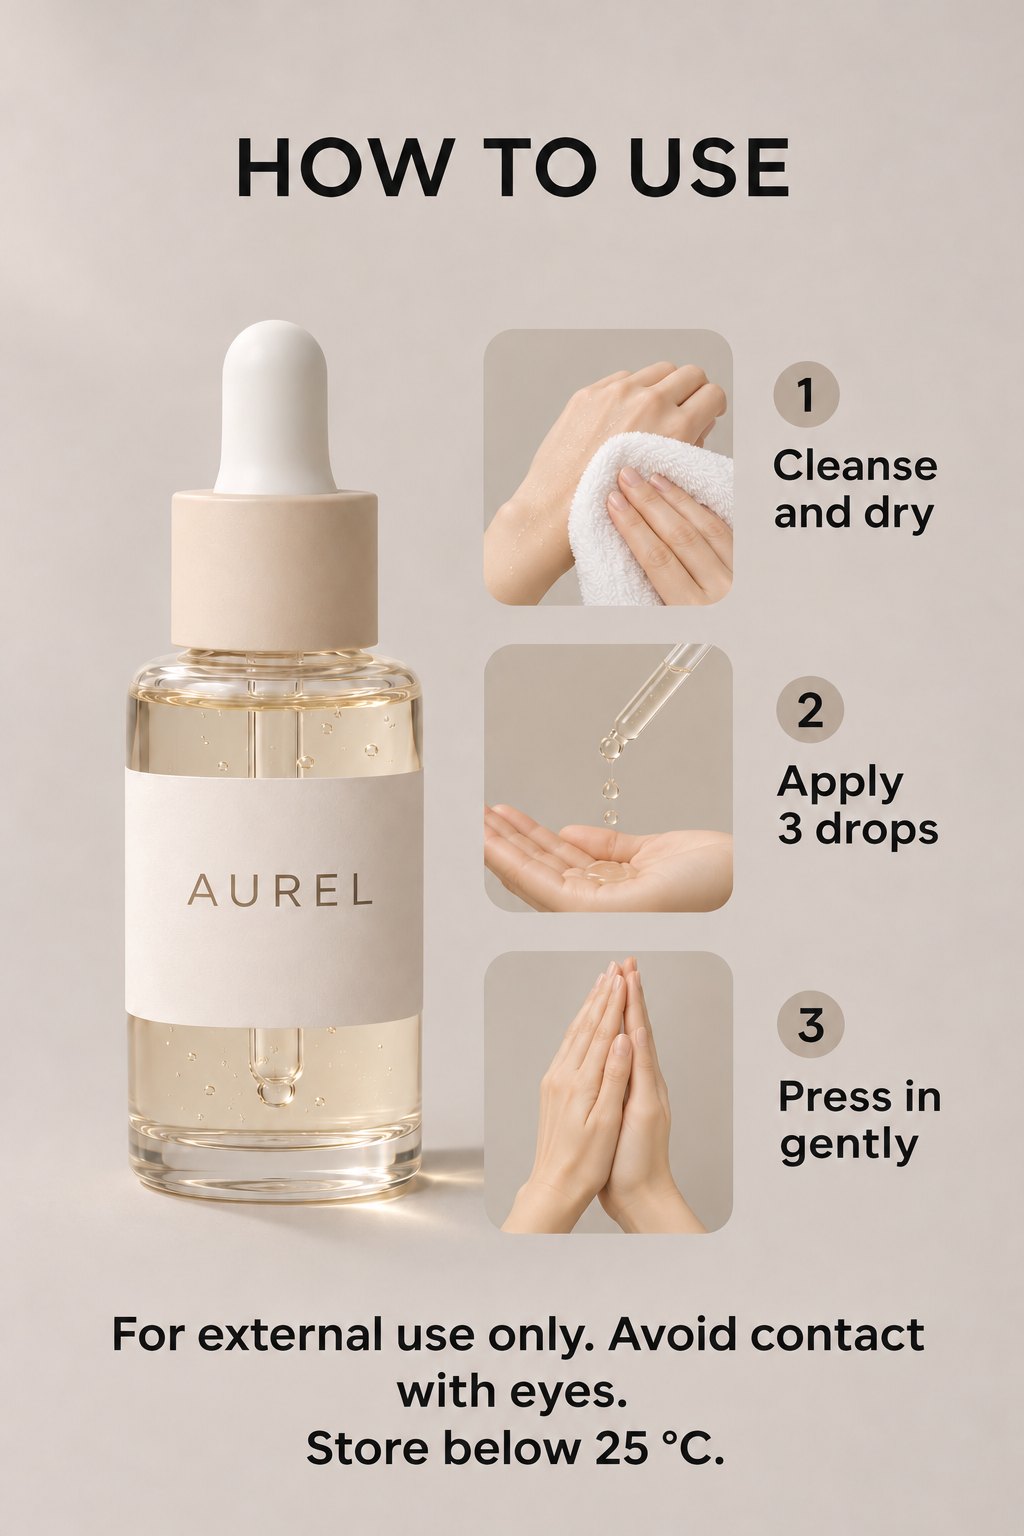 HOW TO USE
AUREL
1
Cleanse
and dry
2
Apply
3 drops
3
Press in
gently
For external use only. Avoid contact
with eyes.
Store below 25 °C.